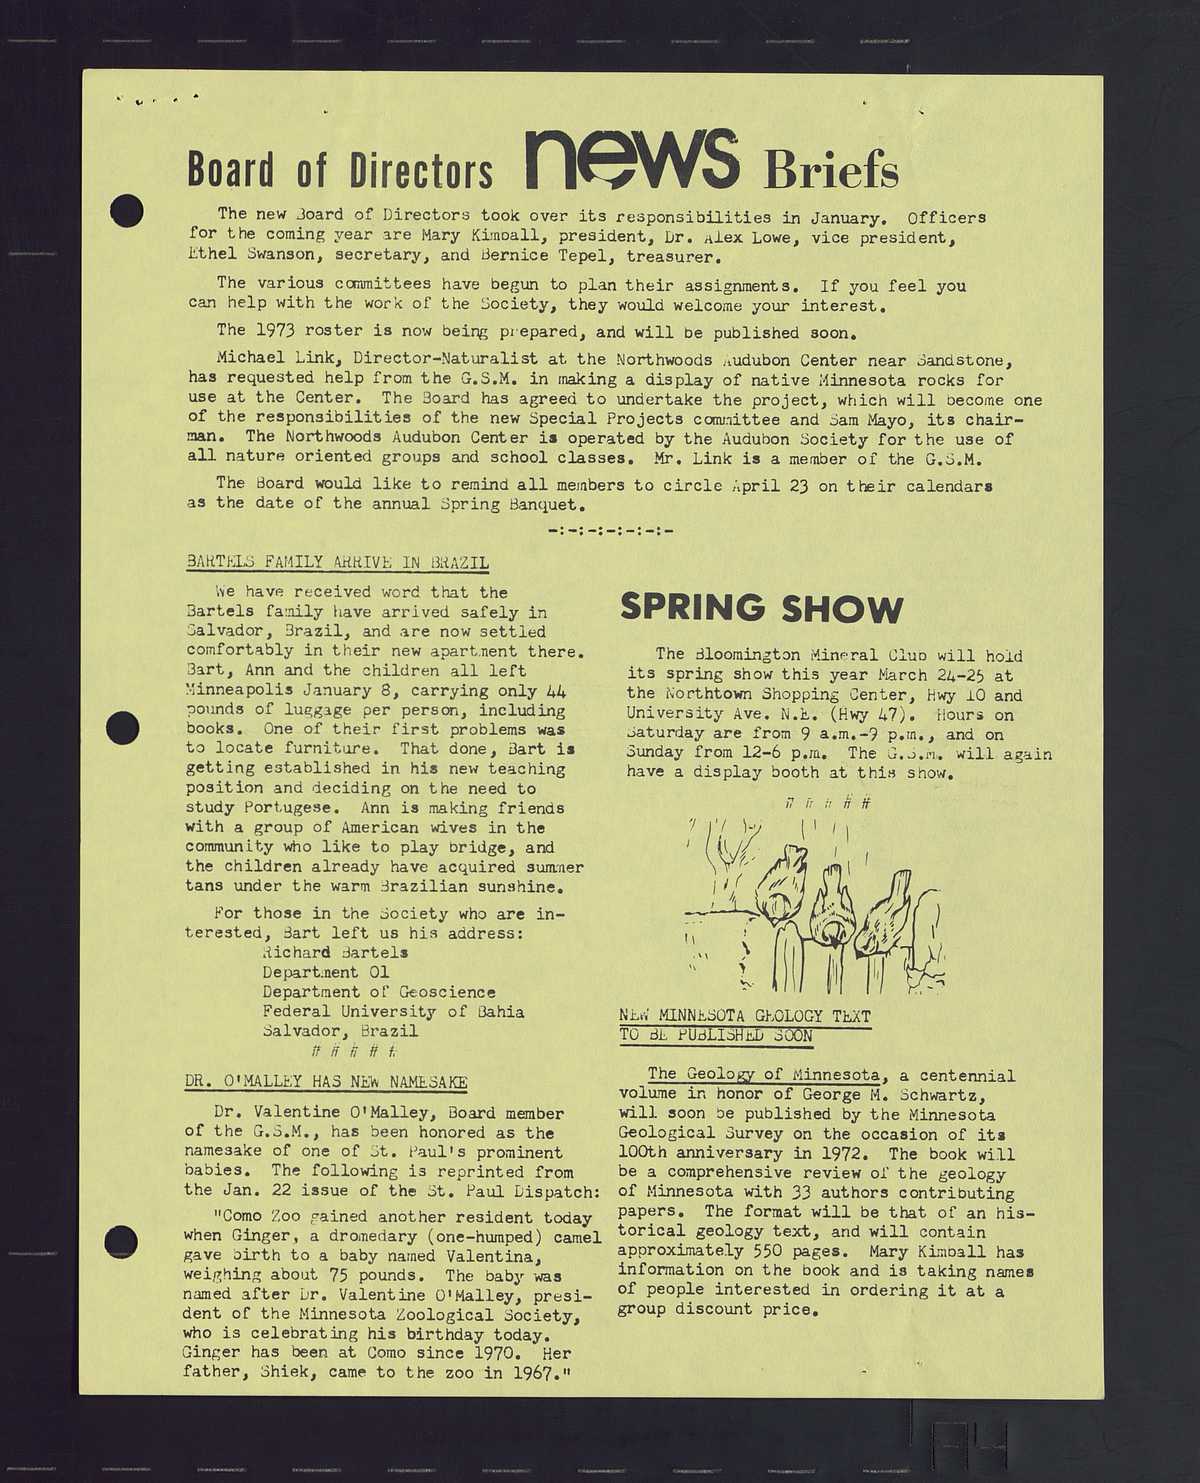 Board of Directors news Briefs
The new Board of Directors took over its responsibilities in January. Officers
for the coming year are Mary Kimball, president, Dr. Alex Lowe, vice president,
Ethel Swanson, secretary, and Bernice Tepel, treasurer.
The various committees have begun to plan their assignments. If you feel you
can help with the work of the Society, they would welcome your interest.
The 1973 roster is now being prepared, and will be published soon.
Michael Link, Director-Naturalist at the Northwoods Audubon Center near Sandstone,
has requested help from the G.S.M. in making a display of native Minnesota rocks for
use at the Center. The Board has agreed to undertake the project, which will become one
of the responsibilities of the new Special Projects committee and Sam Mayo, its chair-
man. The Northwoods Audubon Center is operated by the Audubon Society for the use of
all nature oriented groups and school classes. Mr. Link is a member of the G.S.M.
The Board would like to remind all members to circle April 23 on their calendars
as the date of the annual Spring Banquet.
-:-:-:-:-:-:-
BARTELS FAMILY ARRIVE IN BRAZIL
We have received word that the
Bartels family have arrived safely in
Salvador, Brazil, and are now settled
comfortably in their new apartment there.
Bart, Ann and the children all left
Minneapolis January 8, carrying only 44
pounds of luggage per person, including
books. One of their first problems was
to locate furniture. That done, Bart is
getting established in his new teaching
position and deciding on the need to
study Portugese. Ann is making friends
with a group of American wives in the
community who like to play bridge, and
the children already have acquired summer
tans under the warm Brazilian sunshine.
For those in the Society who are in-
terested, Bart left us his address:
Richard Bartels
Department 01
Department of Geoscience
Federal University of Bahia
Salvador, Brazil
# # # # #
DR. O'MALLEY HAS NEW NAMESAKE
Dr. Valentine O'Malley, Board member
of the G.S.M., has been honored as the
namesake of one of St. Paul's prominent
babies. The following is reprinted from
the Jan. 22 issue of the St. Paul Dispatch:
"Como Zoo gained another resident today
when Ginger, a dromedary (one-humped) camel
gave birth to a baby named Valentina,
weighing about 75 pounds. The baby was
named after Dr. Valentine O'Malley, presi-
dent of the Minnesota Zoological Society,
who is celebrating his birthday today.
Ginger has been at Como since 1970. Her
father, Shiek, came to the zoo in 1967."
SPRING SHOW
The Bloomington Mineral Club will hold
its spring show this year March 24-25 at
the Northtown Shopping Center, Hwy 10 and
University Ave. N.E. (Hwy 47). Hours on
Saturday are from 9 a.m.-9 p.m., and on
Sunday from 12-6 p.m. The G.S.M. will again
have a display booth at this show.
# # # # #
NEW MINNESOTA GEOLOGY TEXT
TO BE PUBLISHED SOON
The Geology of Minnesota, a centennial
volume in honor of George M. Schwartz,
will soon be published by the Minnesota
Geological Survey on the occasion of its
100th anniversary in 1972. The book will
be a comprehensive review of the geology
of Minnesota with 33 authors contributing
papers. The format will be that of an his-
torical geology text, and will contain
approximately 550 pages. Mary Kimball has
information on the book and is taking names
of people interested in ordering it at a
group discount price.